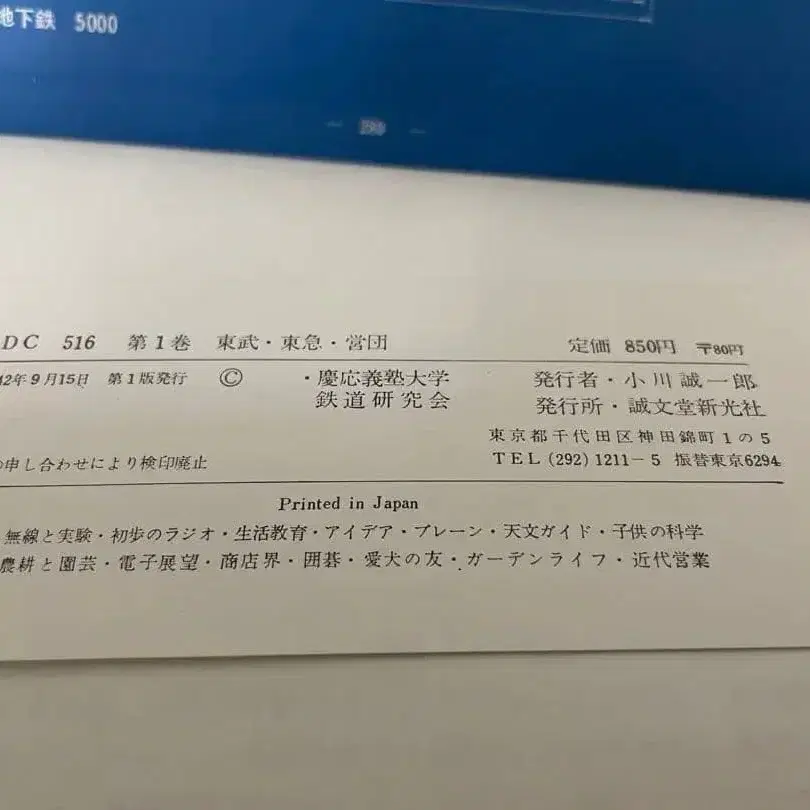 地下鉄 5000
DC 516 第1巻 東武・東急・営団
定価 850円 〒80円
42年9月15日 第1版発行 Ⓒ ・慶応義塾大学
鉄道研究会
発行者・小川誠一郎
発行所・誠文堂新光社
東京都千代田区神田錦町1の5
TEL (292) 1211-5 振替東京6294
の申し合わせにより検印廃止
Printed in Japan
無線と実験・初歩のラジオ・生活教育・アイデア・ブレーン・天文ガイド・子供の科学
農耕と園芸・電子展望・商店界・囲碁・愛犬の友・ガーデンライフ・近代営業